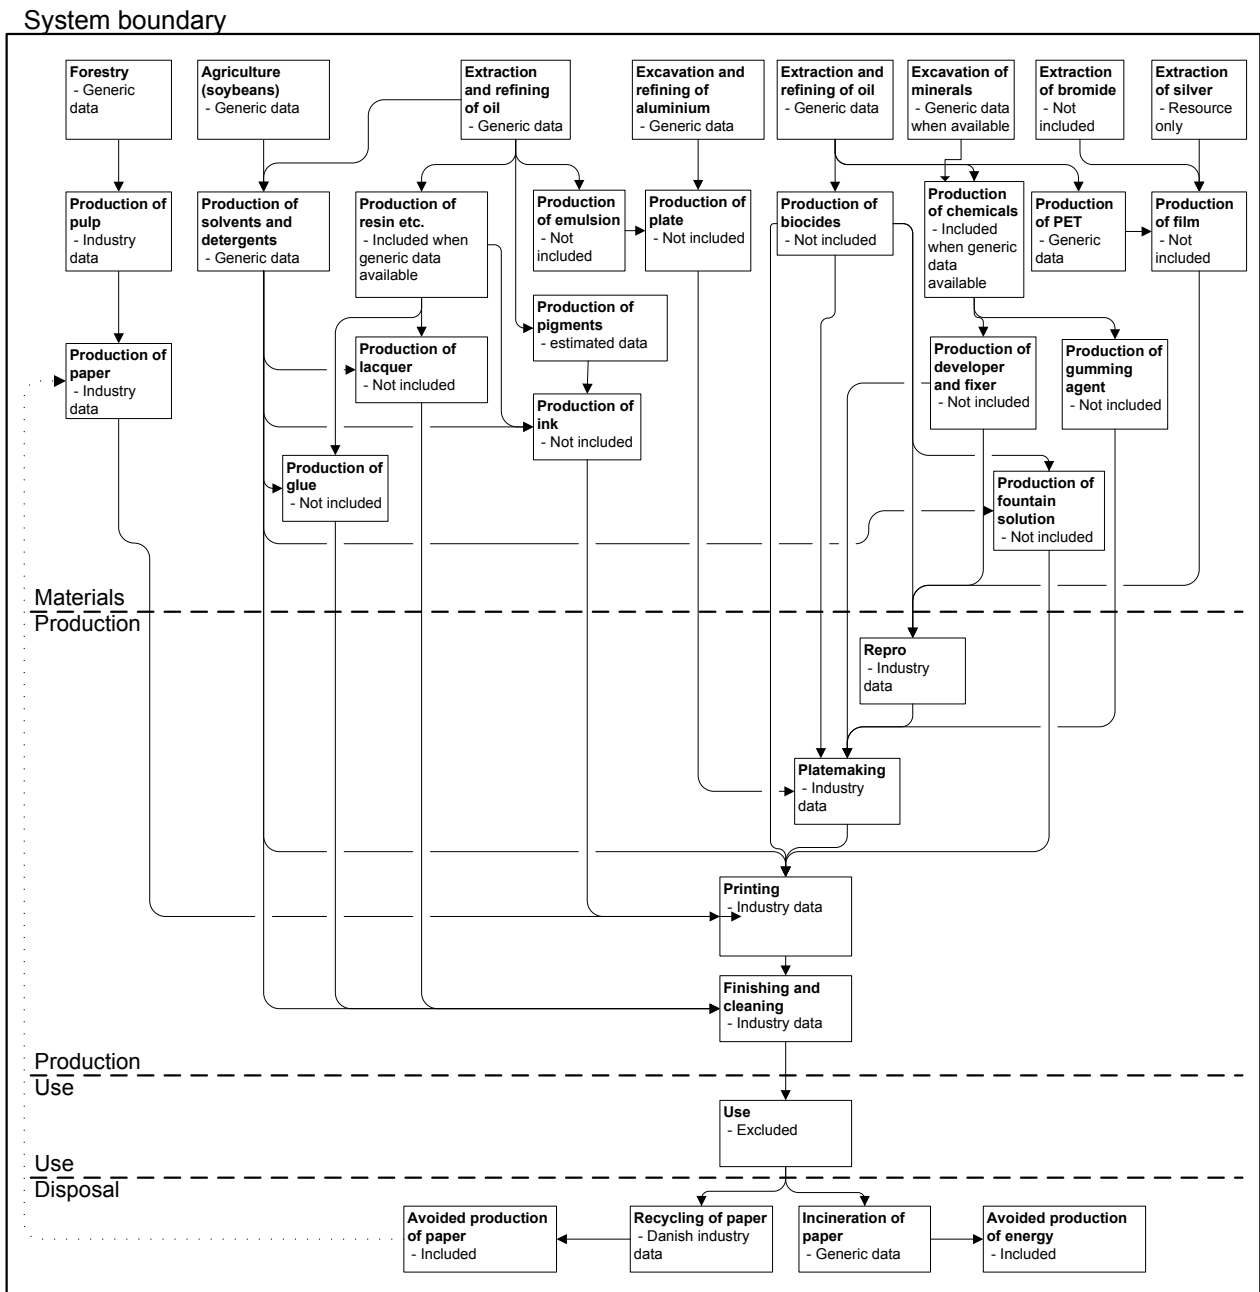 System boundary
Forestry
- Generic
data
Agriculture
(soybeans)
- Generic data
Extraction
and refining
of oil
- Generic data
Excavation and
refining of
aluminium
- Generic data
Extraction and
refining of oil
- Generic data
Excavation of
minerals
- Generic data
when available
Extraction
of bromide
- Not
included
Extraction
of silver
- Resource
only
Production of
pulp
- Industry
data
Production of
solvents and
detergents
- Generic data
Production of
resin etc.
- Included when
generic data
available
Production
of emulsion
- Not
included
Production of
plate
- Not included
Production of
biocides
- Not included
Production
of chemicals
- Included
when generic
data
available
Production
of PET
- Generic
data
Production
of film
- Not
included
Production of
pigments
- estimated data
Production of
paper
- Industry
data
Production of
lacquer
- Not included
Production of
developer
and fixer
- Not included
Production of
gumming
agent
- Not included
Production of
ink
- Not included
Production of
glue
- Not included
Production of
fountain
solution
- Not included
Materials
Production
Repro
- Industry
data
Platemaking
- Industry
data
Printing
- Industry data
Finishing and
cleaning
- Industry data
Production
Use
Use
- Excluded
Use
Disposal
Avoided production
of paper
- Included
Recycling of paper
- Danish industry
data
Incineration of
paper
- Generic data
Avoided production
of energy
- Included